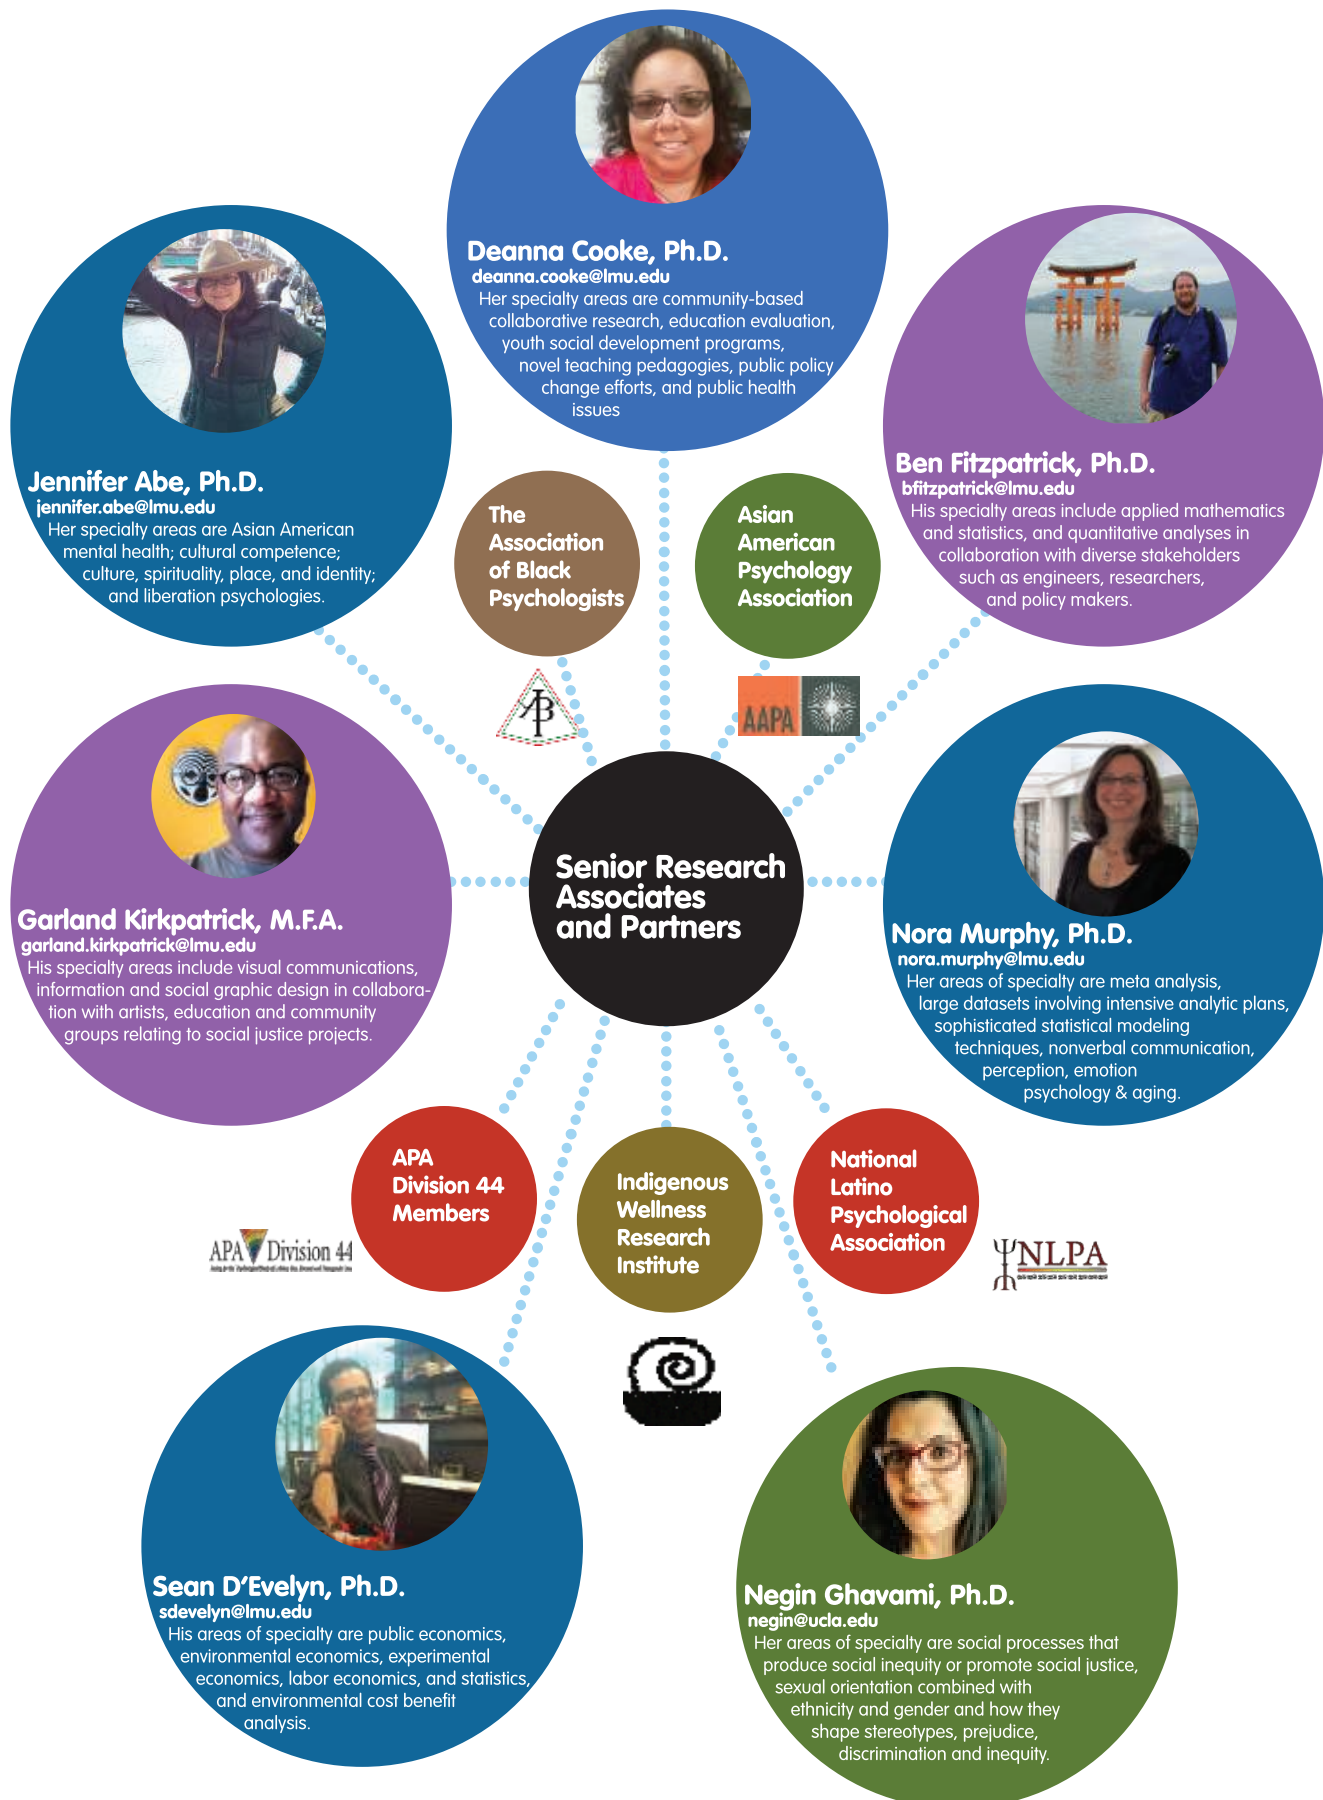 Deanna Cooke, Ph.D.
deanna.cooke@lmu.edu
Her specialty areas are community-based
collaborative research, education evaluation,
youth social development programs,
novel teaching pedagogies, public policy
change efforts, and public health
issues
Jennifer Abe, Ph.D.
jennifer.abe@lmu.edu
Her specialty areas are Asian American
mental health; cultural competence;
culture, spirituality, place, and identity;
and liberation psychologies.
The
Association
of Black
Psychologists
Asian
American
Psychology
Association
AAPA
Ben Fitzpatrick, Ph.D.
bfitzpatrick@lmu.edu
His specialty areas include applied mathematics
and statistics, and quantitative analyses in
collaboration with diverse stakeholders
such as engineers, researchers,
and policy makers.
Garland Kirkpatrick, M.F.A.
garland.kirkpatrick@lmu.edu
His specialty areas include visual communications,
information and social graphic design in collabora-
tion with artists, education and community
groups relating to social justice projects.
Senior Research
Associates
and Partners
Nora Murphy, Ph.D.
nora.murphy@lmu.edu
Her areas of specialty are meta analysis,
large datasets involving intensive analytic plans,
sophisticated statistical modeling
techniques, nonverbal communication,
perception, emotion
psychology & aging.
APA
Division 44
Members
APA Division 44
Indigenous
Wellness
Research
Institute
National
Latino
Psychological
Association
NLPA
Sean D’Evelyn, Ph.D.
sdevelyn@lmu.edu
His areas of specialty are public economics,
environmental economics, experimental
economics, labor economics, and statistics,
and environmental cost benefit
analysis.
Negin Ghavami, Ph.D.
negin@ucla.edu
Her areas of specialty are social processes that
produce social inequity or promote social justice,
sexual orientation combined with
ethnicity and gender and how they
shape stereotypes, prejudice,
discrimination and inequity.